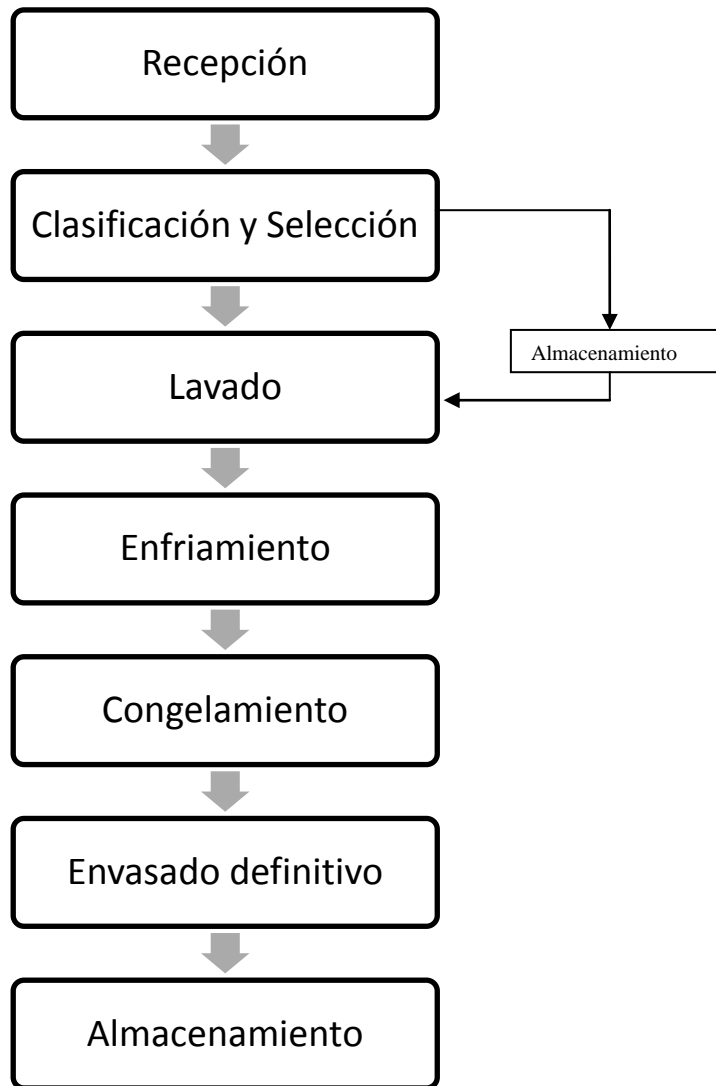 Recepción
Clasificación y Selección
Almacenamiento
Lavado
Enfriamiento
Congelamiento
Envasado definitivo
Almacenamiento